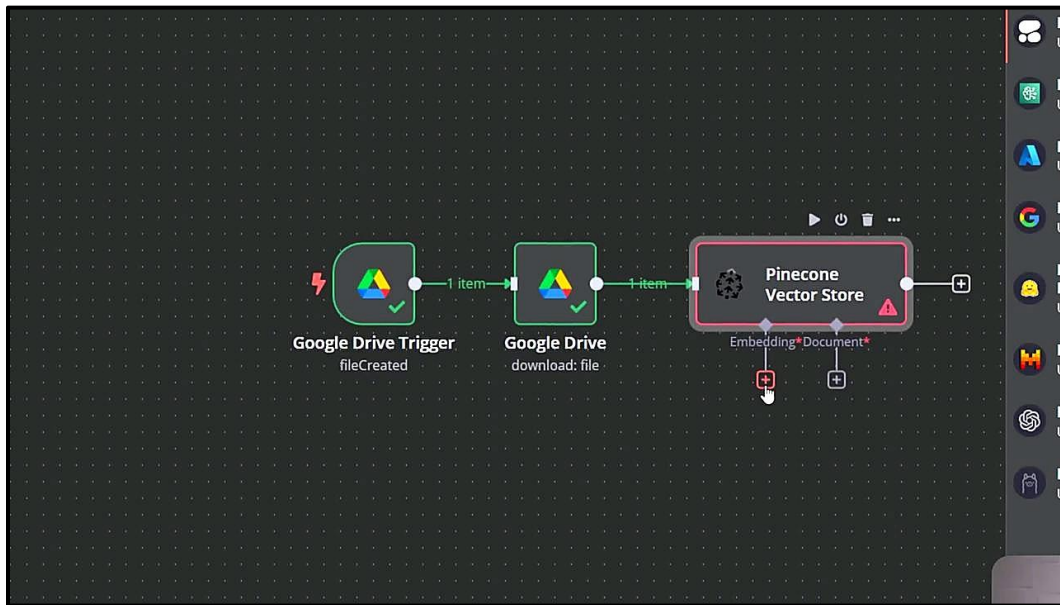 1 item
1 item
Pinecone
Vector Store
Google Drive Trigger
fileCreated
Google Drive
download: file
Embedding*
Document*